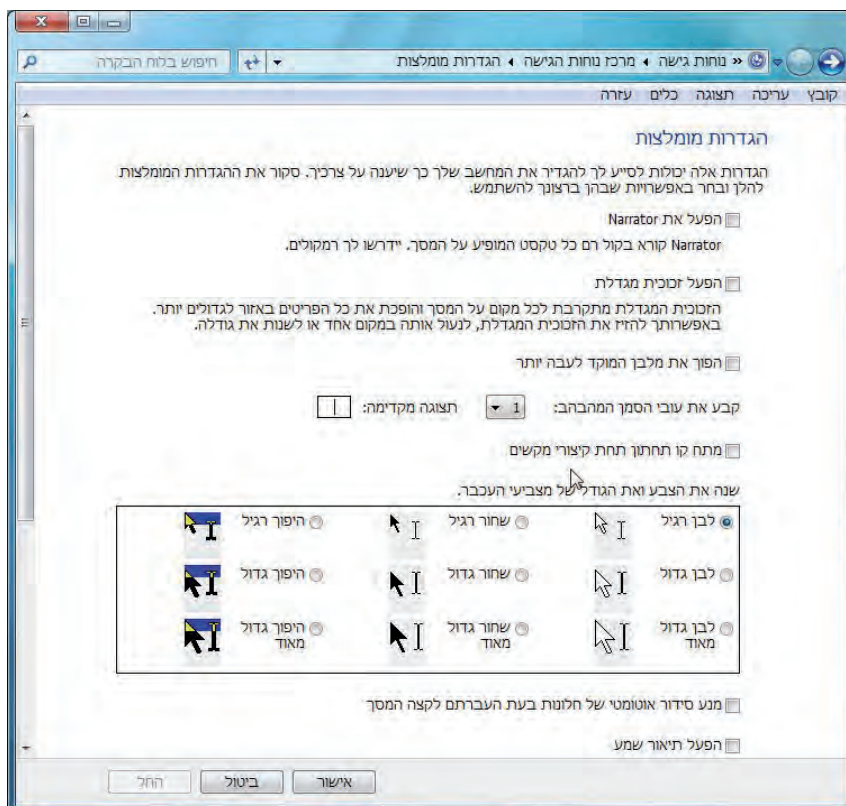 « נוחות גישה ◂ מרכז נוחות הגישה ◂ הגדרות מומלצות
חיפוש בלוח הבקרה
קובץ עריכה תצוגה כלים עזרה
הגדרות מומלצות
הגדרות אלה יכולות לסייע לך להגדיר את המחשב שלך כך שיענה על צרכיך. סקור את ההגדרות המומלצות
להלן ובחר באפשרויות שבהן ברצונך להשתמש.
הפעל את Narrator
Narrator קורא בקול רם כל טקסט המופיע על המסך. יידרשו לך רמקולים.
הפעל זכוכית מגדלת
הזכוכית המגדלת מתקרבת לכל מקום על המסך והופכת את כל הפריטים באזור לגדולים יותר.
באפשרותך להזיז את הזכוכית המגדלת, לנעול אותה במקום אחד או לשנות את גודלה.
הפוך את מלבן המוקד לעבה יותר
קבע את עובי הסמן המהבהב: 1 תצוגה מקדימה:
מתח קו תחתון תחת קיצורי מקשים
שנה את הצבע ואת הגודל של מצביעי העכבר.
לבן רגיל שחור רגיל היפוך רגיל
לבן גדול שחור גדול היפוך גדול
לבן גדול שחור גדול היפוך גדול
מאוד מאוד מאוד
מנע סידור אוטומטי של חלונות בעת העברתם לקצה המסך
הפעל תיאור שמע
אישור ביטול החל